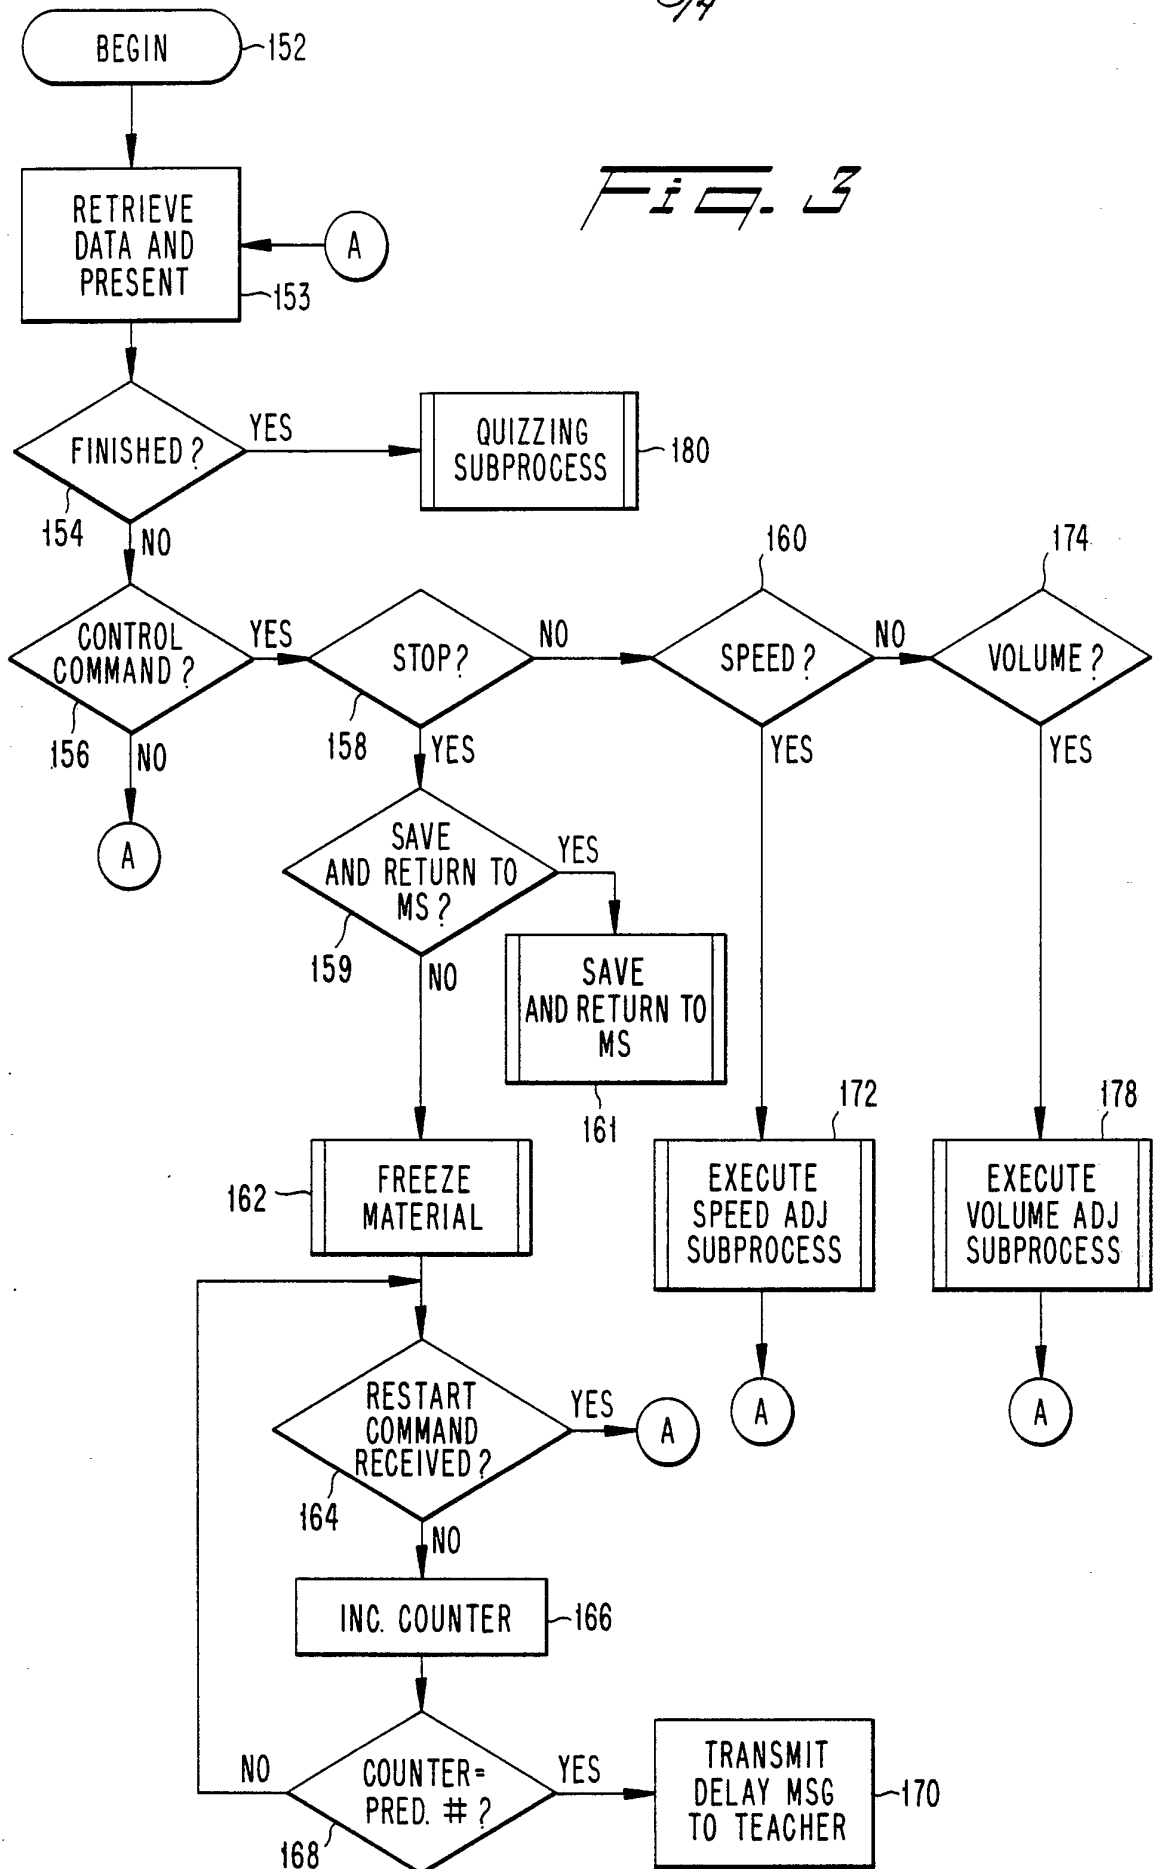 3/4
BEGIN
152
Fig. 3
RETRIEVE
DATA AND
PRESENT
A
153
FINISHED?
YES
154
NO
QUIZZING
SUBPROCESS
180
160
174
CONTROL
COMMAND?
YES
156
NO
A
STOP?
NO
158
YES
SPEED?
NO
YES
VOLUME?
YES
SAVE
AND RETURN TO
MS?
YES
159
NO
SAVE
AND RETURN TO
MS
161
172
178
162
FREEZE
MATERIAL
EXECUTE
SPEED ADJ
SUBPROCESS
EXECUTE
VOLUME ADJ
SUBPROCESS
RESTART
COMMAND
RECEIVED?
YES
A
A
A
164
NO
INC. COUNTER
166
COUNTER=
PRED. # ?
NO
YES
168
TRANSMIT
DELAY MSG
TO TEACHER
170